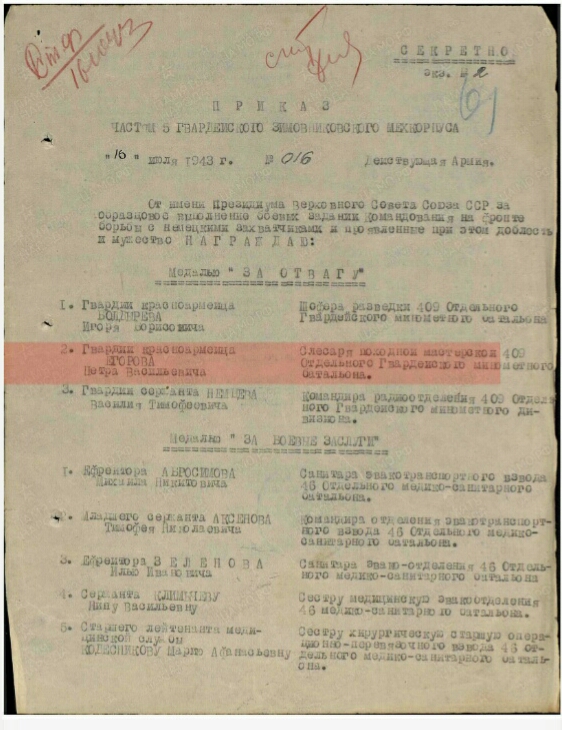 СЕКРЕТНО
экз. № 2
ПРИКАЗ
ЧАСТЯМ 5 ГВАРДЕЙСКОГО ЗИМОВНИКОВСКОГО МЕХКОРПУСА
"16" июля 1943 г. № 016 Действующая Армия.
От имени Президиума Верховного Совета Союза ССР за
образцовое выполнение боевых заданий Командования на фронте
борьбы с немецкими захватчиками и проявленные при этом доблесть
и мужество НАГРАЖДАЮ:
Медалью "ЗА ОТВАГУ"
1. Гвардии красноармейца Шофера разведки 409 Отдельного
БОЛДЫРЕВА Гвардейского минометного батальона
Игоря Борисовича
2. Гвардии красноармейца Слесаря походной мастерской 409
ЕГОРОВА Отдельного Гвардейского минометного
Петра Васильевича батальона.
3. Гвардии сержанта НЕМЦЕВА Командира радиоотделения 409 Отдель
Василия Тимофеевича ного Гвардейского минометного ди-
визиона.
Медалью "ЗА БОЕВЫЕ ЗАСЛУГИ"
1. Ефрейтора АБРОСИМОВА Санитара эвакотранспортного взвода
Михаила Никитовича 46 Отдельного медико-санитарного
батальона.
2. Младшего сержанта АКСЕНОВА Командира отделения эвакотранспорт-
Тимофея Николаевича ного взвода 46 Отдельного медико-
санитарного батальона.
3. Ефрейтора ЗЕЛЕНОВА Санитара эвако-отделения 46 Отдель-
Илью Ивановича ного медико-санитарного батальона
4. Сержанта Сестру медицинскую эвакоотделения
Нину Васильевну 46 медико-санитарного батальона.
5. Старшего лейтенанта меди- Сестру хирургическую старшую опера-
цинской службы ционно-перевязочного взвода 46 от-
КОЛЕСНИКОВУ Марию Афанасьевну дельного медико-санитарного баталь-
она.